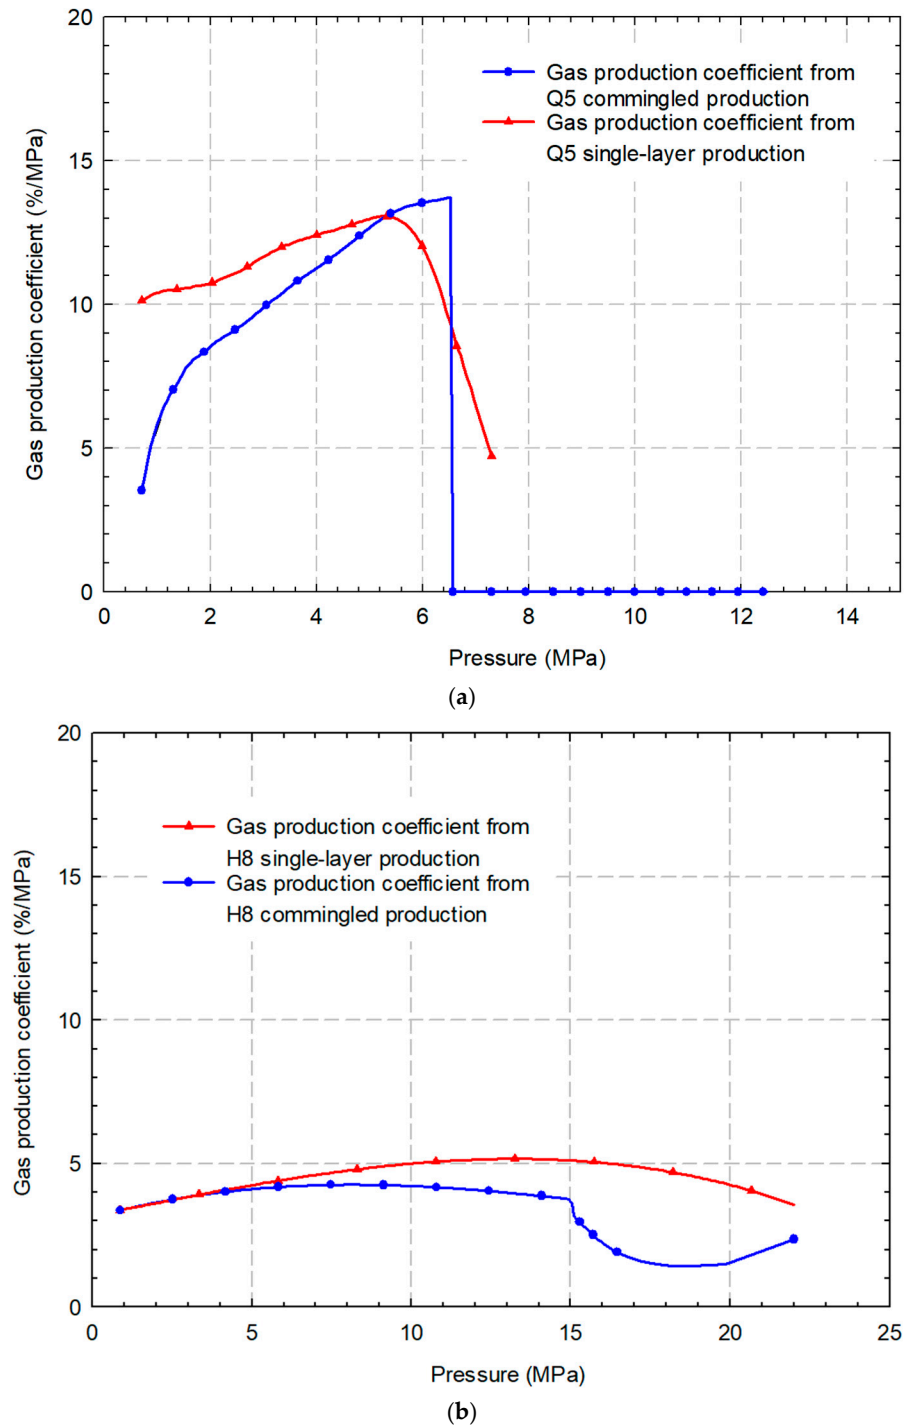 20
15
10
5
0
Gas production coefficient (%/MPa)
Gas production coefficient from
Q5 commingled production
Gas production coefficient from
Q5 single-layer production
0 2 4 6 8 10 12 14
Pressure (MPa)
(a)
20
15
10
5
0
Gas production coefficient (%/MPa)
Gas production coefficient from
H8 single-layer production
Gas production coefficient from
H8 commingled production
0 5 10 15 20 25
Pressure (MPa)
(b)